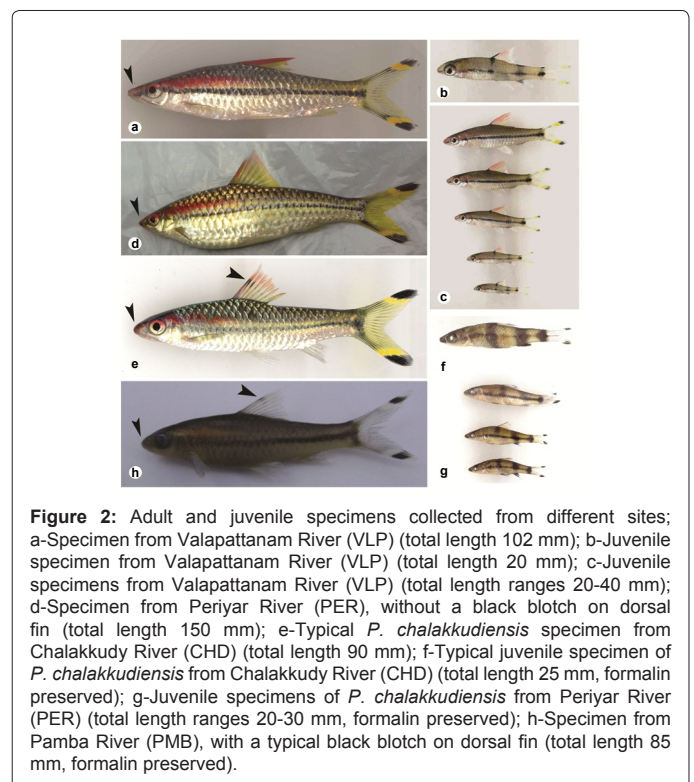 a
b
d
c
e
f
h
g
Figure 2: Adult and juvenile specimens collected from different sites;
a-Specimen from Valapattanam River (VLP) (total length 102 mm); b-Juvenile
specimen from Valapattanam River (VLP) (total length 20 mm); c-Juvenile
specimens from Valapattanam River (VLP) (total length ranges 20-40 mm);
d-Specimen from Periyar River (PER), without a black blotch on dorsal
fin (total length 150 mm); e-Typical P. chalakkudiensis specimen from
Chalakkudy River (CHD) (total length 90 mm); f-Typical juvenile specimen of
P. chalakkudiensis from Chalakkudy River (CHD) (total length 25 mm, formalin
preserved); g-Juvenile specimens of P. chalakkudiensis from Periyar River
(PER) (total length ranges 20-30 mm, formalin preserved); h-Specimen from
Pamba River (PMB), with a typical black blotch on dorsal fin (total length 85
mm, formalin preserved).